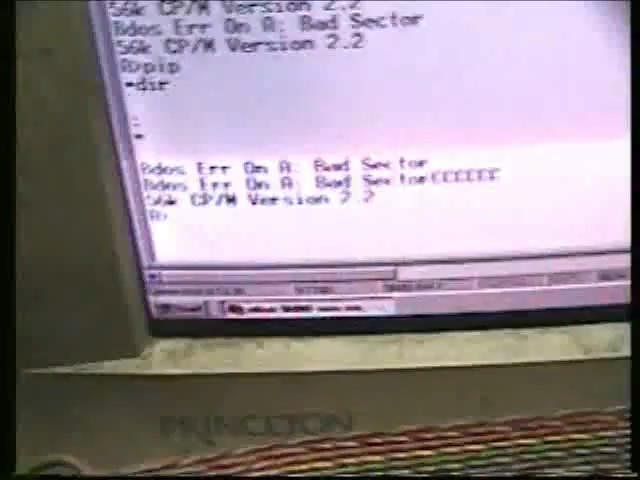 56k CP/M Version 2.2
Bdos Err On A: Bad Sector
56k CP/M Version 2.2
A>pip
*dir
:
*
Bdos Err On A: Bad Sector
Bdos Err On A: Bad SectorCCCCCC
56k CP/M Version 2.2
A>
PRINCETON